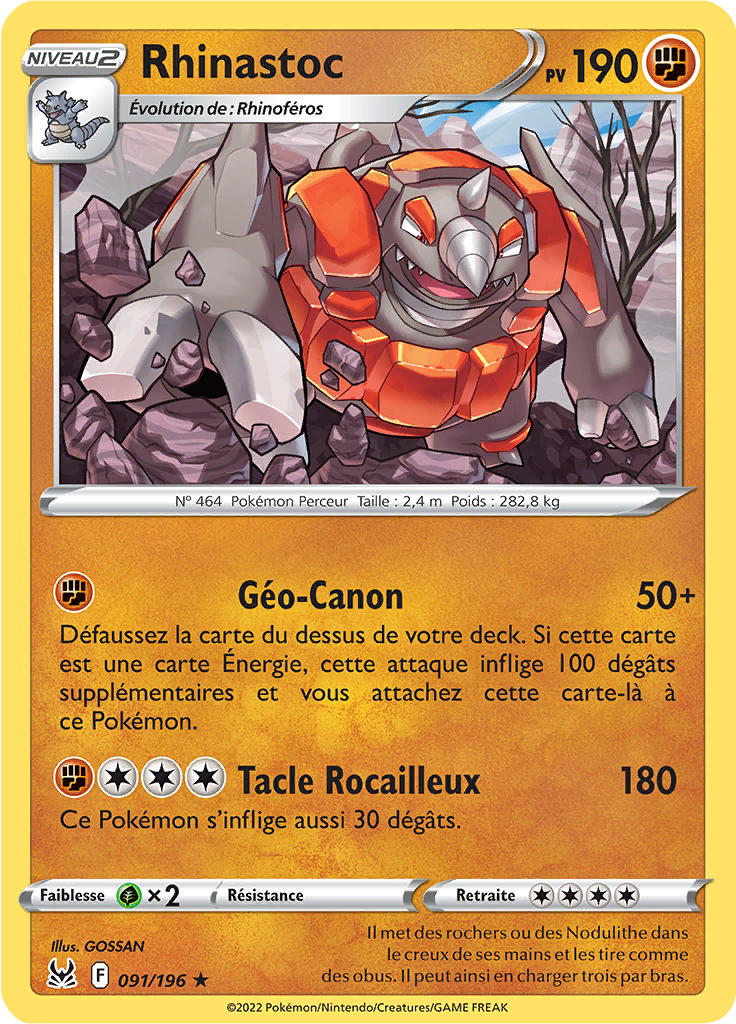 NIVEAU2
Rhinastoc
PV 190
Évolution de : Rhinoféros
Nº 464 Pokémon Perceur Taille : 2,4 m Poids : 282,8 kg
Géo-Canon 50+
Défaussez la carte du dessus de votre deck. Si cette carte
est une carte Énergie, cette attaque inflige 100 dégâts
supplémentaires et vous attachez cette carte-là à
ce Pokémon.
Tacle Rocailleux 180
Ce Pokémon s’inflige aussi 30 dégâts.
Faiblesse ×2 Résistance Retraite
Illus. GOSSAN
Il met des rochers ou des Nodulithe dans
le creux de ses mains et les tire comme
des obus. Il peut ainsi en charger trois par bras.
F 091/196 ★
©2022 Pokémon/Nintendo/Creatures/GAME FREAK